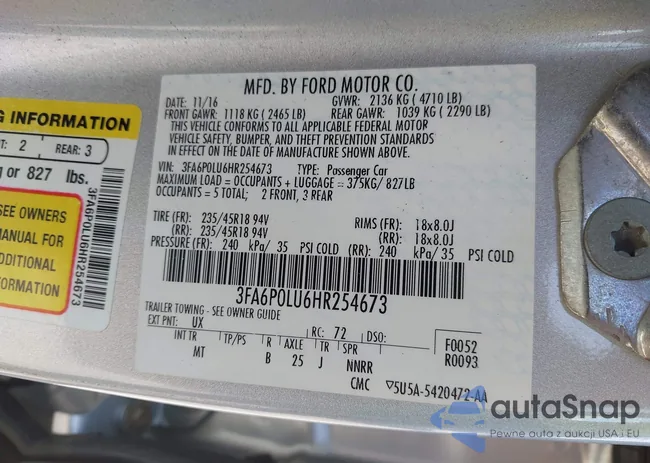 G INFORMATION
NT: 2 REAR: 3
g or 827 lbs.
SEE OWNERS
MANUAL FOR
ADDITIONAL
INFORMATION
3FA6P0LU6HR254673
MFD. BY FORD MOTOR CO.
DATE: 11/16 GVWR: 2136 KG (4710 LB)
FRONT GAWR: 1118 KG (2465 LB) REAR GAWR: 1039 KG (2290 LB)
THIS VEHICLE CONFORMS TO ALL APPLICABLE FEDERAL MOTOR
VEHICLE SAFETY, BUMPER, AND THEFT PREVENTION STANDARDS
IN EFFECT ON THE DATE OF MANUFACTURE SHOWN ABOVE.
VIN: 3FA6P0LU6HR254673 TYPE: Passenger Car
MAXIMUM LOAD = OCCUPANTS + LUGGAGE = 375KG/ 827LB
OCCUPANTS = 5 TOTAL; 2 FRONT, 3 REAR
TIRE (FR): 235/45R18 94V RIMS (FR): 18x8.0J
(RR): 235/45R18 94V (RR): 18x8.0J
PRESSURE (FR): 240 kPa/ 35 PSI COLD (RR): 240 kPa/ 35 PSI COLD
3FA6P0LU6HR254673
TRAILER TOWING - SEE OWNER GUIDE
EXT PNT: UX RC: 72 DSO: F0052
INT TR TP/PS R AXLE TR SPR R0093
MT B 25 J NNRR
CMC ▽5U5A-5420472-AA
autaSnap
Pewne auta z aukcji USA i EU